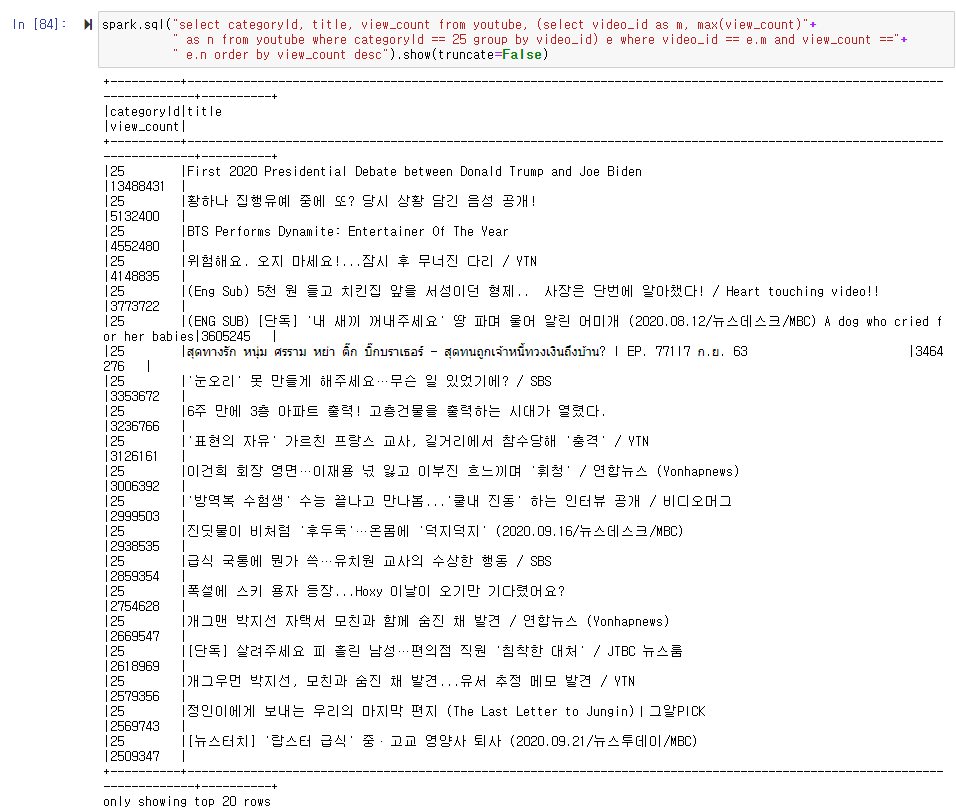 In [84]:
spark.sql("select categoryId, title, view_count from youtube, (select video_id as m, max(view_count)"+
" as n from youtube where categoryId == 25 group by video_id) e where video_id == e.m and view_count =="+
" e.n order by view_count desc").show(truncate=False)
|categoryId|title
|view_count|
|25 |First 2020 Presidential Debate between Donald Trump and Joe Biden
|13488431 |
|25 |황하나 집행유예 중에 또? 당시 상황 담긴 음성 공개!
|5132400 |
|25 |BTS Performs Dynamite: Entertainer Of The Year
|4552480 |
|25 |위험해요. 오지 마세요!...잠시 후 무너진 다리 / YTN
|4148835 |
|25 |(Eng Sub) 5천 원 들고 치킨집 앞을 서성이던 형제.. 사장은 단번에 알아챘다! / Heart touching video!!
|3773722 |
|25 |(ENG SUB) [단독] '내 새끼 꺼내주세요' 땅 파며 울어 알린 어미개 (2020.08.12/뉴스데스크/MBC) A dog who cried f
or her babies|3605245 |
|25 |สุดทางรัก หนุ่ม ศรราม หย่า ติ๊ก บิ๊กบราเธอร์ - สุดทนถูกเจ้าหนี้ทวงเงินถึงบ้าน? | EP. 771|7 ก.ย. 63 |3464
276 |
|25 |'눈오리' 못 만들게 해주세요…무슨 일 있었기에? / SBS
|3353672 |
|25 |6주 만에 3층 아파트 출력! 고층건물을 출력하는 시대가 열렸다.
|3236766 |
|25 |'표현의 자유' 가르친 프랑스 교사, 길거리에서 참수당해 '충격' / YTN
|3126161 |
|25 |이건희 회장 영면…이재용 넋 잃고 이부진 흐느끼며 '휘청' / 연합뉴스 (Yonhapnews)
|3006392 |
|25 |'방역복 수험생' 수능 끝나고 만나봄...'쿨내 진동' 하는 인터뷰 공개 / 비디오머그
|2999503 |
|25 |진딧물이 비처럼 '후두둑'…온몸에 '덕지덕지' (2020.09.16/뉴스데스크/MBC)
|2938535 |
|25 |급식 국통에 뭔가 쓱…유치원 교사의 수상한 행동 / SBS
|2859354 |
|25 |폭설에 스키 용자 등장...Hoxy 이날이 오기만 기다렸어요?
|2754628 |
|25 |개그맨 박지선 자택서 모친과 함께 숨진 채 발견 / 연합뉴스 (Yonhapnews)
|2669547 |
|25 |[단독] 살려주세요 피 흘린 남성…편의점 직원 '침착한 대처' / JTBC 뉴스룸
|2618969 |
|25 |개그우먼 박지선, 모친과 숨진 채 발견...유서 추정 메모 발견 / YTN
|2579356 |
|25 |정인이에게 보내는 우리의 마지막 편지 (The Last Letter to Jungin)ㅣ그알PICK
|2569743 |
|25 |[뉴스터치] '랍스터 급식' 중·고교 영양사 퇴사 (2020.09.21/뉴스투데이/MBC)
|2509347 |
only showing top 20 rows